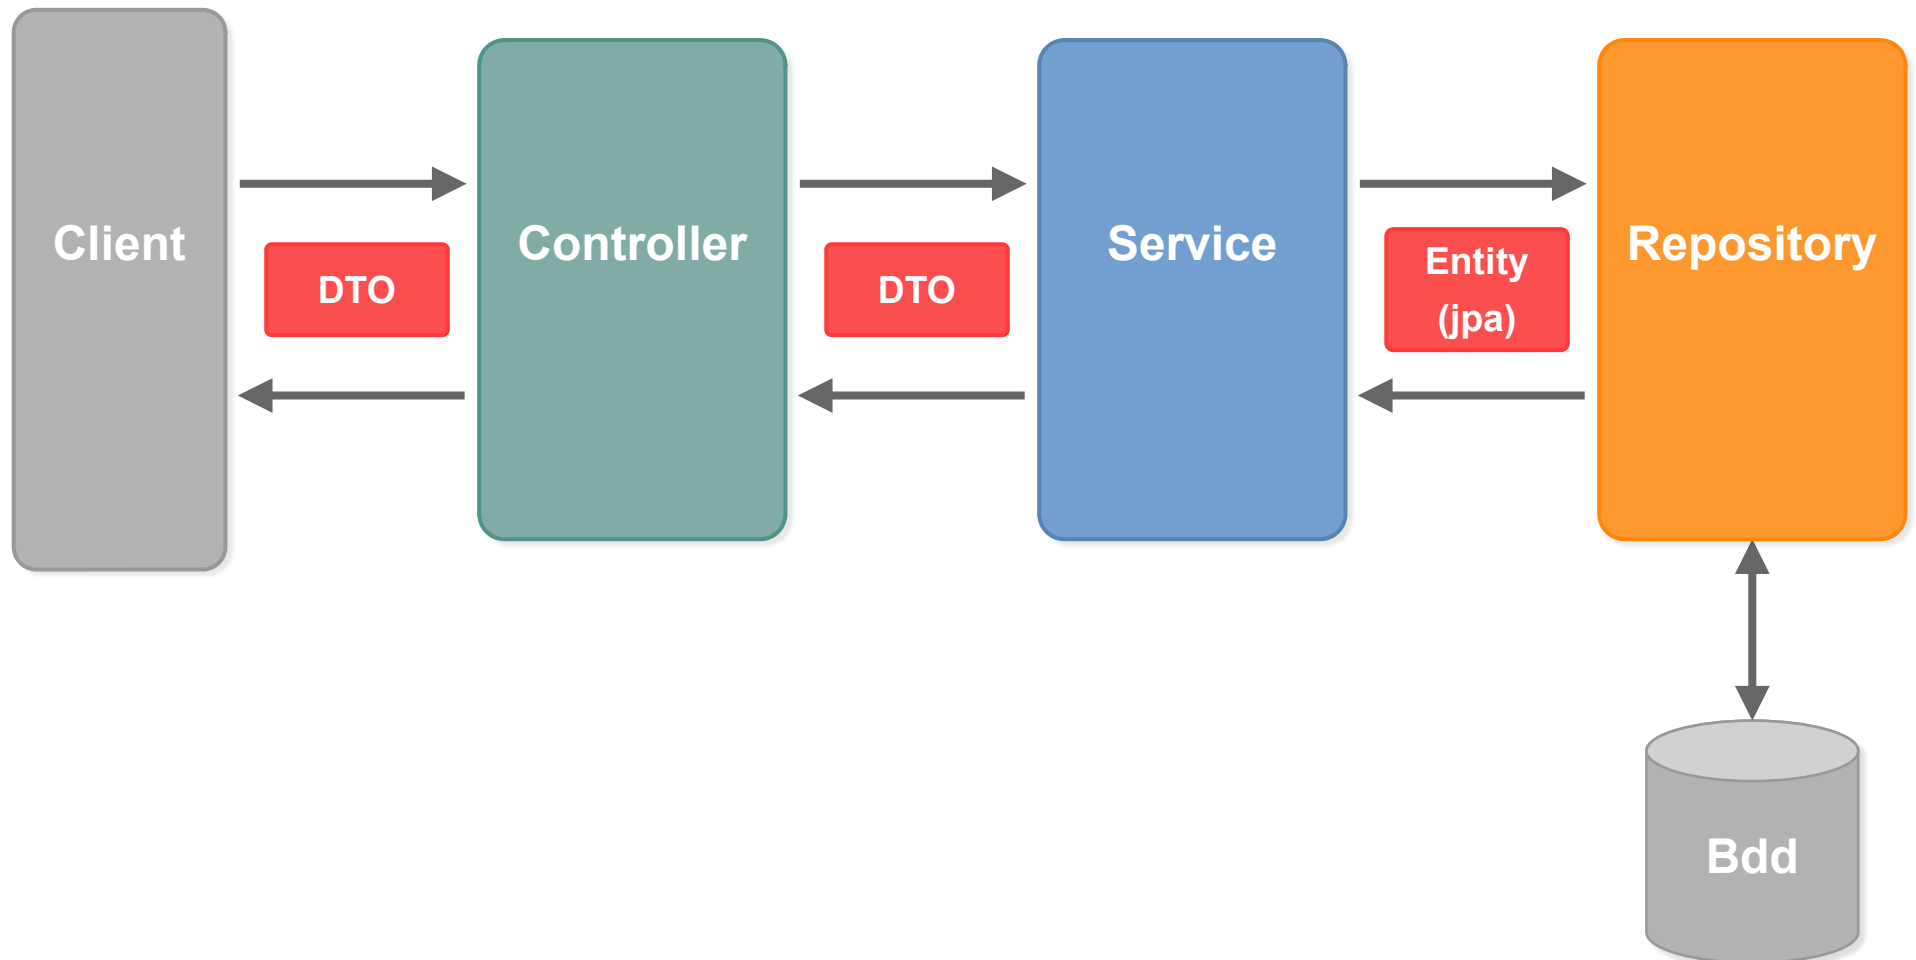 Client
DTO
Controller
DTO
Service
Entity
(jpa)
Repository
Bdd